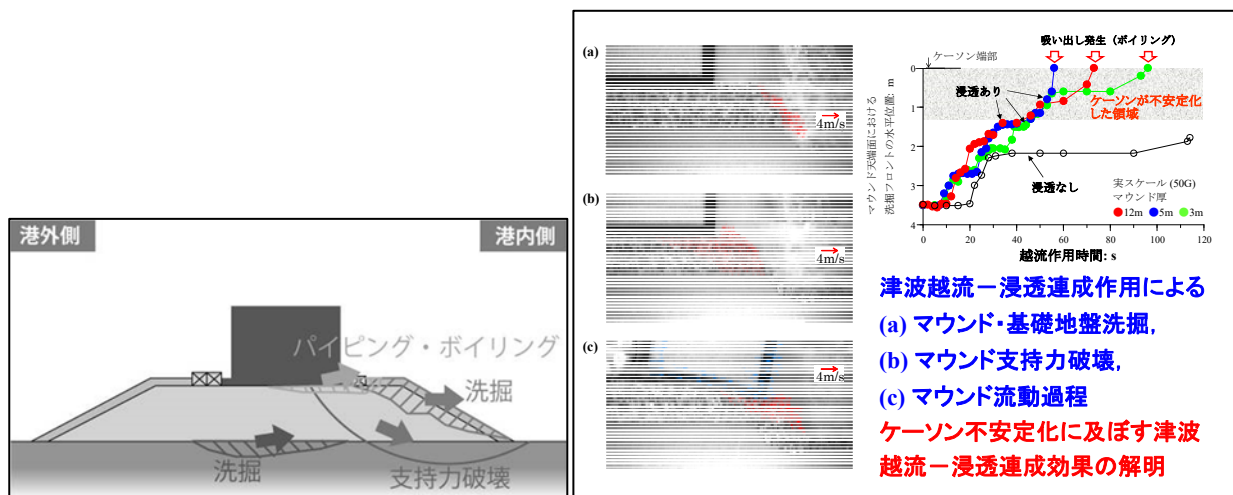 港外側
港内側
パイピング・ボイリング
洗掘
洗掘
支持力破壊
(a)
4m/s
(b)
4m/s
(c)
4m/s
吸い出し発生（ボイリング）
ケーソン端部
浸透あり
ケーソンが不安定化
した領域
浸透なし
実スケール (50G)
マウンド厚
12m 5m 3m
マウンド天端面における
洗掘フロントの水平位置: m
0
1
2
3
4
0 20 40 60 80 100 120
越流作用時間: s
津波越流－浸透連成作用による
(a) マウンド・基礎地盤洗掘,
(b) マウンド支持力破壊,
(c) マウンド流動過程
ケーソン不安定化に及ぼす津波
越流－浸透連成効果の解明